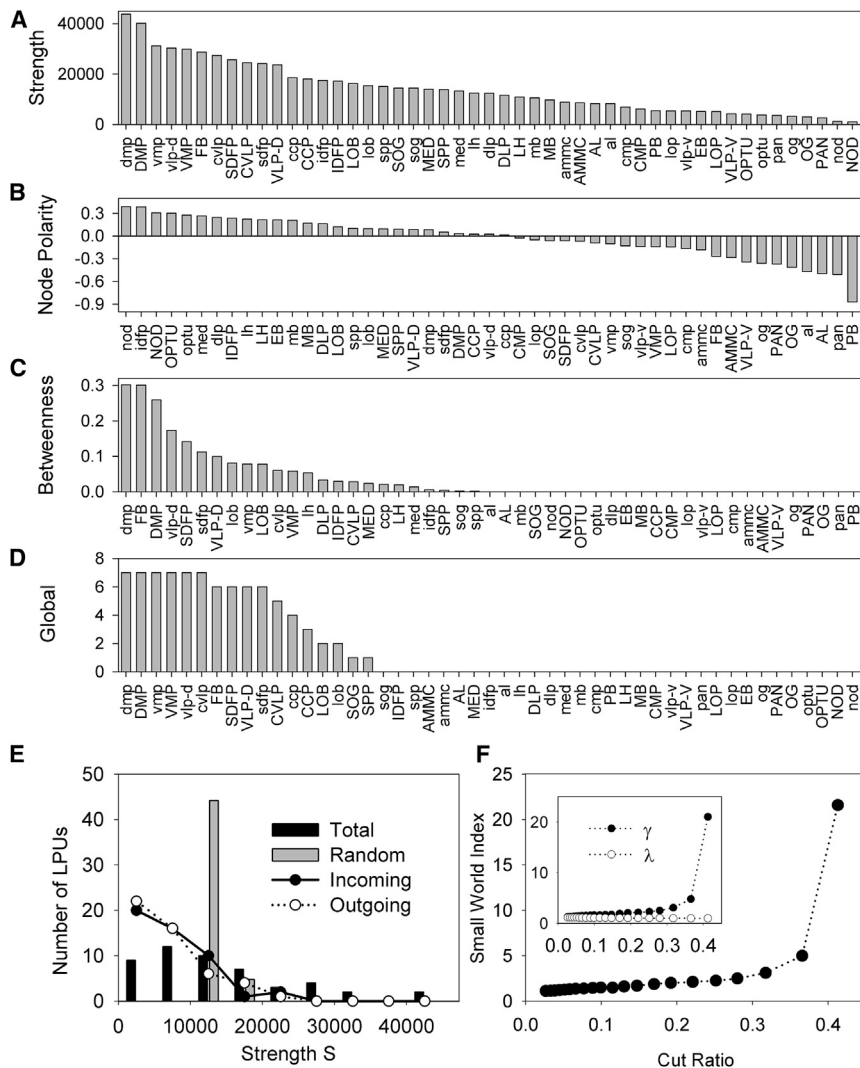 A
Strength
40000
20000
0
dmp DMP vmp vlp-d VMP FB cvlp SDFP CVLP sdfp VLP-D ccp CCP idfp IDFP LOB lob spp SOG sog MED SPP med lh dlp DLP LH mb MB ammc AMMC AL al cmp CMP PB lop vlp-v EB LOP VLP-V OPTU optu pan og OG PAN nod NOD
B
Node Polarity
0.3
0.0
-0.3
-0.6
-0.9
nod idfp NOD OPTU optu med dlp IDFP lh LH EB mb MB DLP LOB spp lob MED SPP VLP-D dmp sdfp DMP CCP vlp-d ccp CMP lop SOG SDFP cvlp CVLP vmp sog vlp-v VMP LOP cmp ammc FB AMMC VLP-V og PAN OG al AL pan PB
C
Betweenness
0.3
0.2
0.1
0.0
dmp FB DMP vlp-d SDFP sdfp VLP-D lob vmp LOB cvlp VMP lh DLP IDFP CVLP MED ccp LH med idfp SPP sog spp al AL mb SOG nod NOD OPTU optu dlp EB MB CCP CMP lop vlp-v LOP cmp ammc AMMC VLP-V og PAN OG pan PB
D
Global
8
6
4
2
0
dmp DMP vmp VMP vlp-d cvlp FB SDFP VLP-D sdfp CVLP ccp CCP LOB lob SOG SPP sog IDFP spp AMMC ammc AL MED idfp al lh DLP dlp med mb cmp PB LH MB CMP vlp-v VLP-V pan LOP lop EB og PAN OG optu OPTU NOD nod
E
Number of LPUs
50
40
30
20
10
0
Total
Random
Incoming
Outgoing
0 10000 20000 30000 40000
Strength S
F
Small World Index
25
20
15
10
5
0
20
10
0
γ
λ
0.0 0.1 0.2 0.3 0.4
0.0 0.1 0.2 0.3 0.4
Cut Ratio